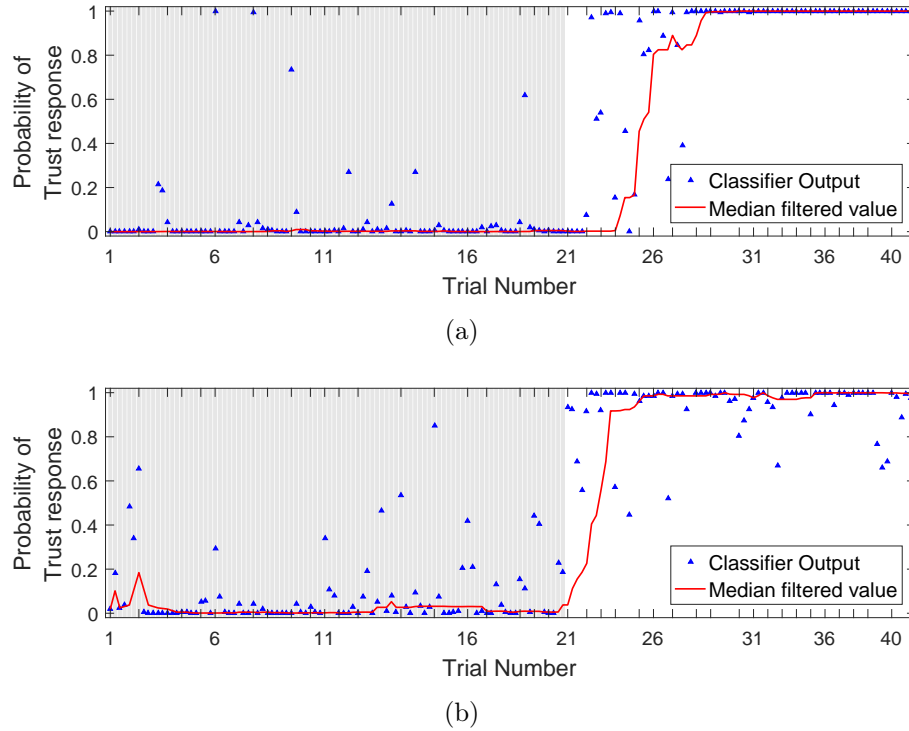 1
0.8
0.6
0.4
0.2
0
Probability of
Trust response
Classifier Output
Median filtered value
1 6 11 16 21 26 31 36 40
Trial Number
(a)
1
0.8
0.6
0.4
0.2
0
Probability of
Trust response
Classifier Output
Median filtered value
1 6 11 16 21 26 31 36 40
Trial Number
(b)